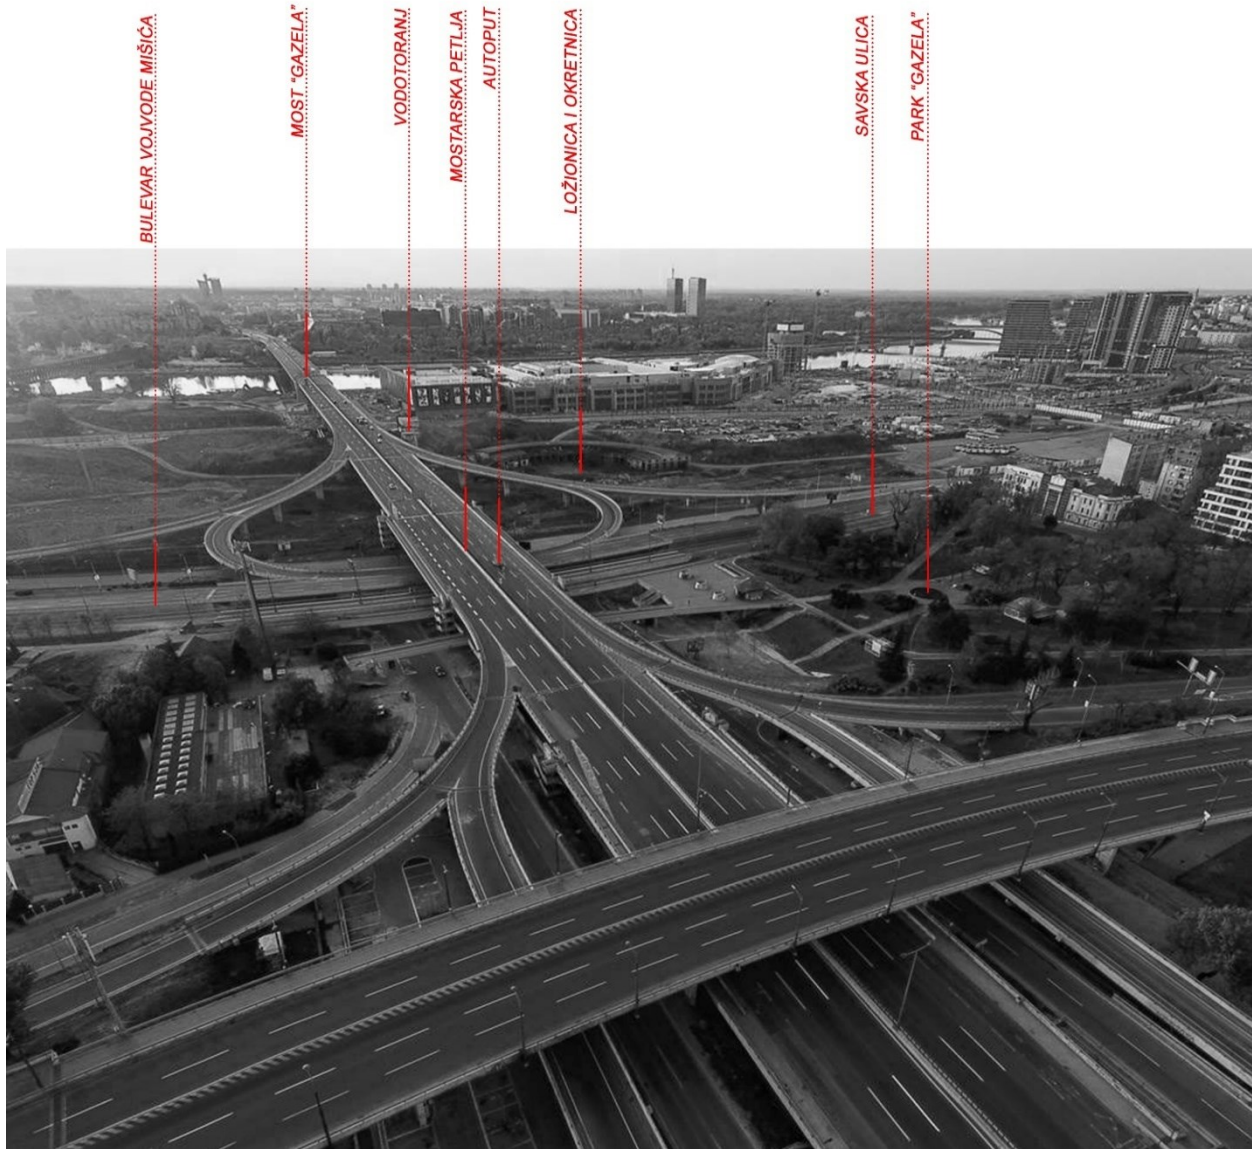 BULEVAR VOJVODE MIŠIĆA
MOST "GAZELA"
VODOTORANJ
MOSTARSKA PETLJA
AUTOPUT
LOŽIONICA I OKRETNICA
SAVSKA ULICA
PARK "GAZELA"